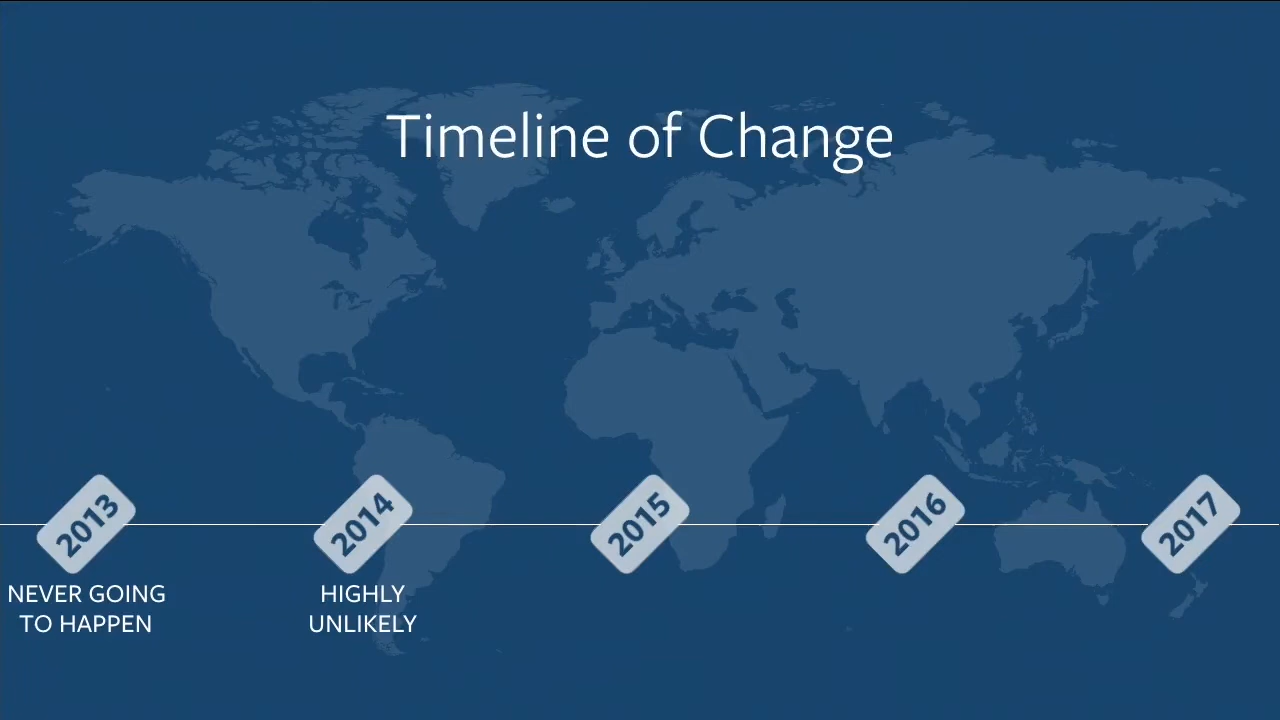 Timeline of Change
2013
2014
2015
2016
2017
NEVER GOING
TO HAPPEN
HIGHLY
UNLIKELY